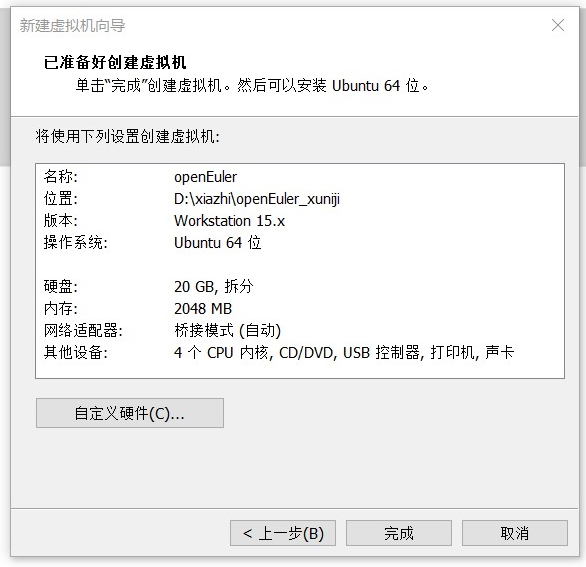 新建虚拟机向导
已准备好创建虚拟机
单击“完成”创建虚拟机。然后可以安装 Ubuntu 64 位。
将使用下列设置创建虚拟机:
名称: openEuler
位置: D:\xiazhi\openEuler_xuniji
版本: Workstation 15.x
操作系统: Ubuntu 64 位
硬盘: 20 GB, 拆分
内存: 2048 MB
网络适配器: 桥接模式 (自动)
其他设备: 4 个 CPU 内核, CD/DVD, USB 控制器, 打印机, 声卡
自定义硬件(C)...
< 上一步(B) 完成 取消